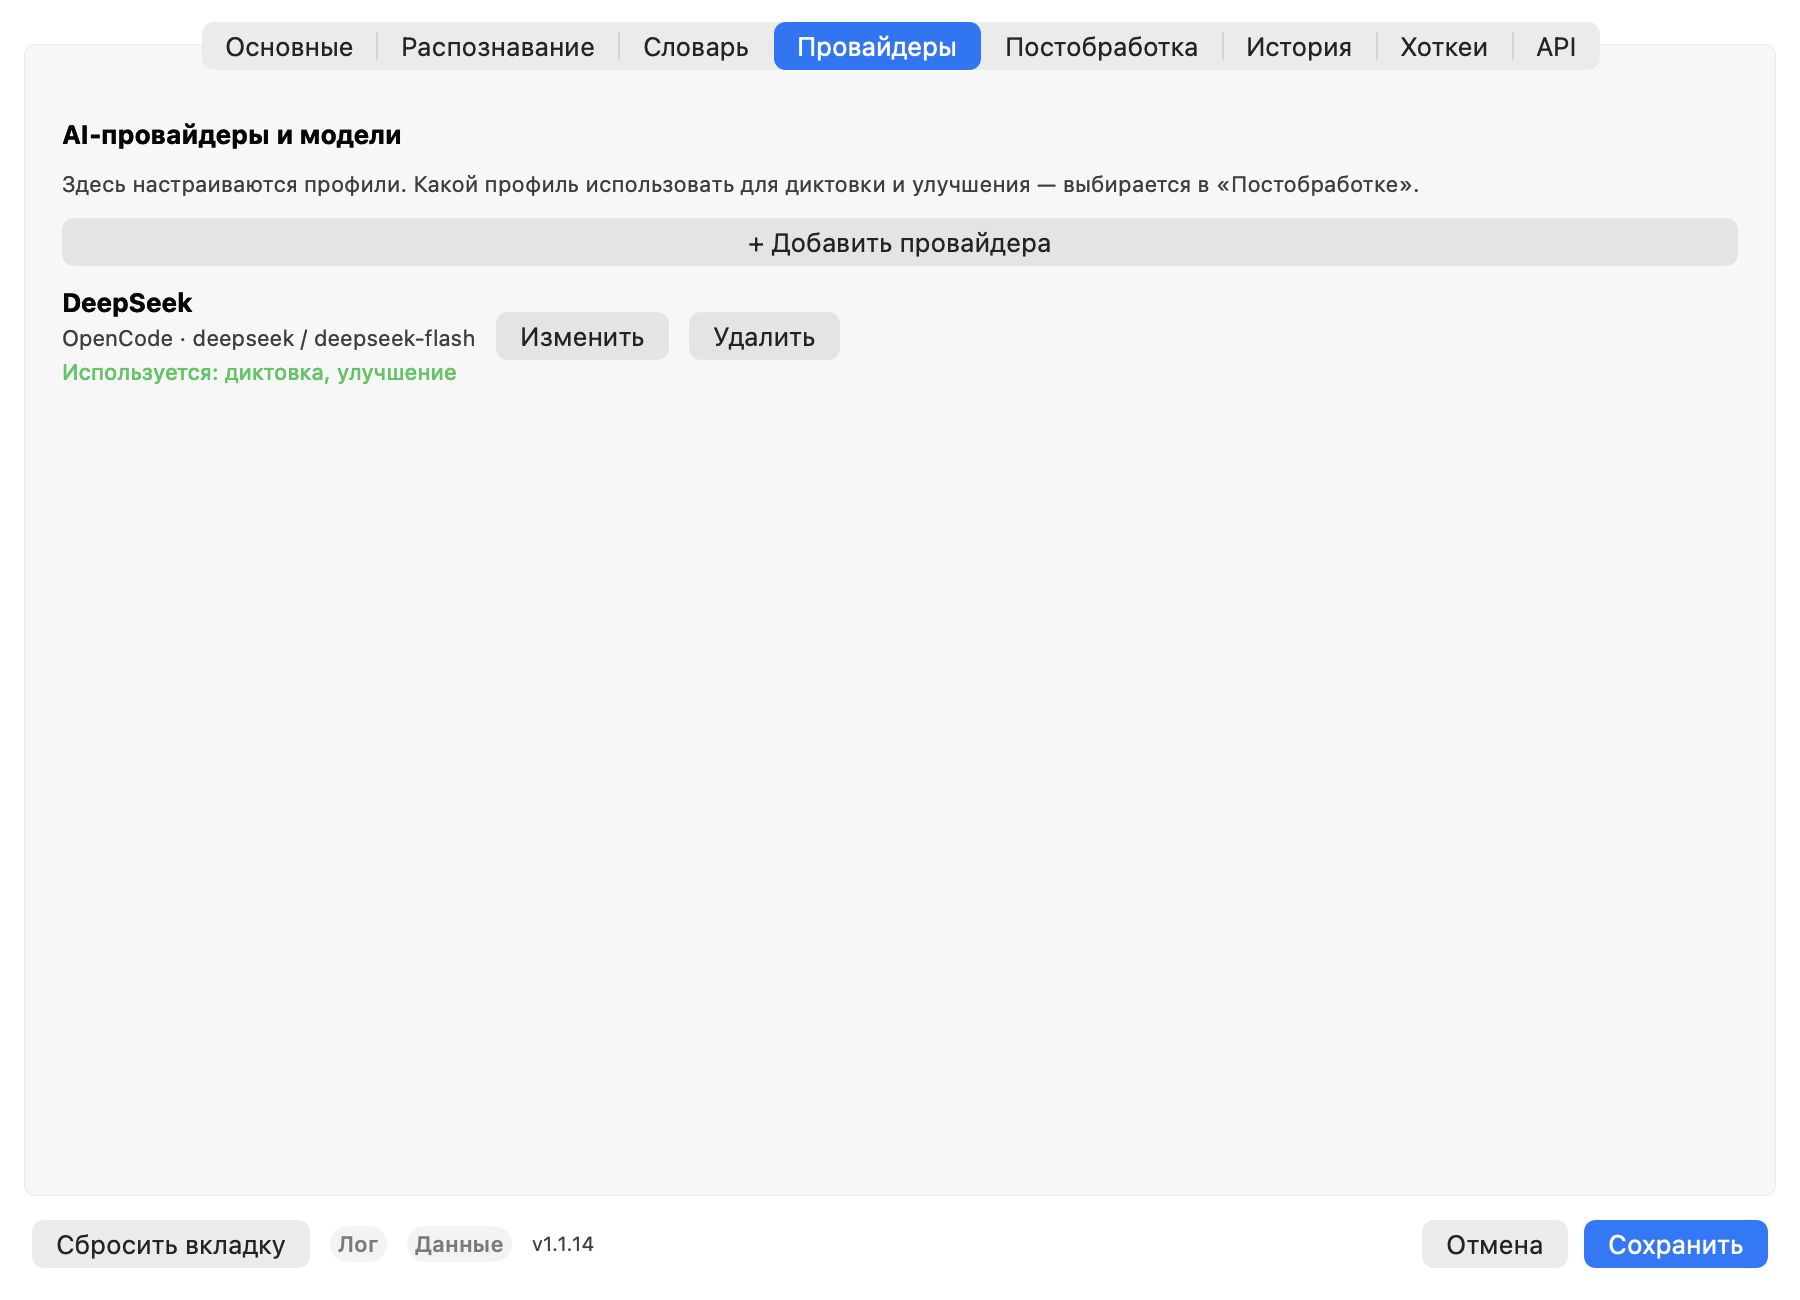 Основные Распознавание Словарь Провайдеры Постобработка История Хоткеи API
AI-провайдеры и модели
Здесь настраиваются профили. Какой профиль использовать для диктовки и улучшения — выбирается в «Постобработке».
+ Добавить провайдера
DeepSeek
OpenCode · deepseek / deepseek-flash
Изменить Удалить
Используется: диктовка, улучшение
Сбросить вкладку Лог Данные v1.1.14 Отмена Сохранить